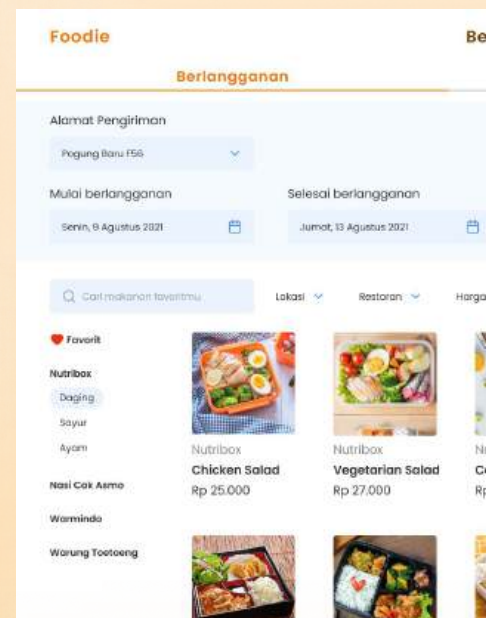 Foodie Be
Berlangganan
Alamat Pengiriman
Pogung Baru F56
Mulai berlangganan Selesai berlangganan
Senin, 9 Agustus 2021 Jumat, 13 Agustus 2021
Cari makanan favoritmu Lokasi Restoran Harga
Favorit
Nutribox
Daging
Sayur
Ayam
Nasi Cak Asmo
Warmindo
Warung Toetoeng
Nutribox Nutribox N
Chicken Salad Vegetarian Salad C
Rp 25.000 Rp 27.000 Rp